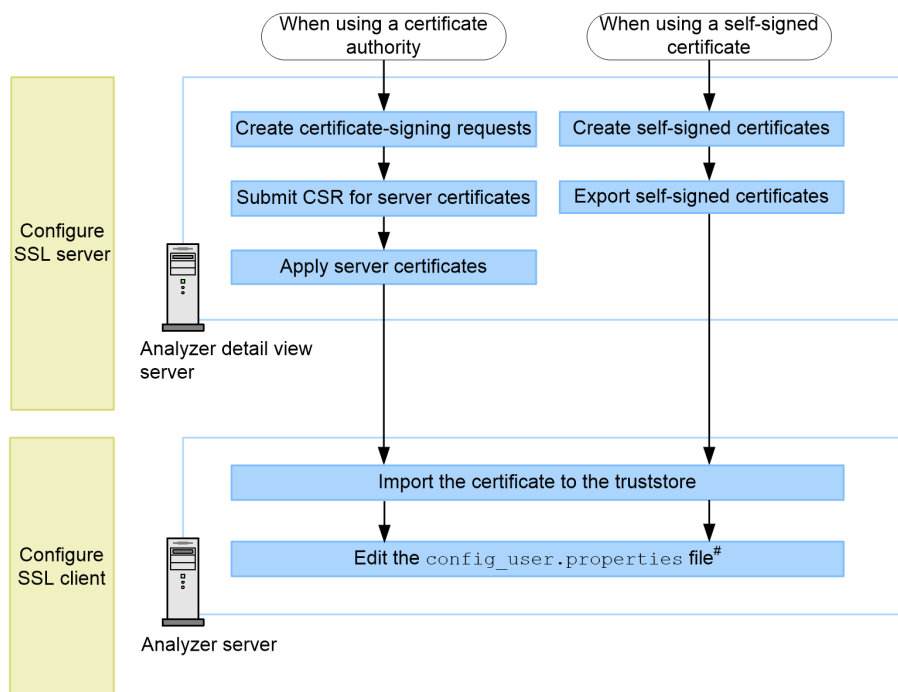 When using a certificate
authority
When using a self-signed
certificate
Configure
SSL server
Create certificate-signing requests
Create self-signed certificates
Submit CSR for server certificates
Export self-signed certificates
Apply server certificates
Analyzer detail view
server
Configure
SSL client
Import the certificate to the truststore
Edit the config_user.properties file#
Analyzer server